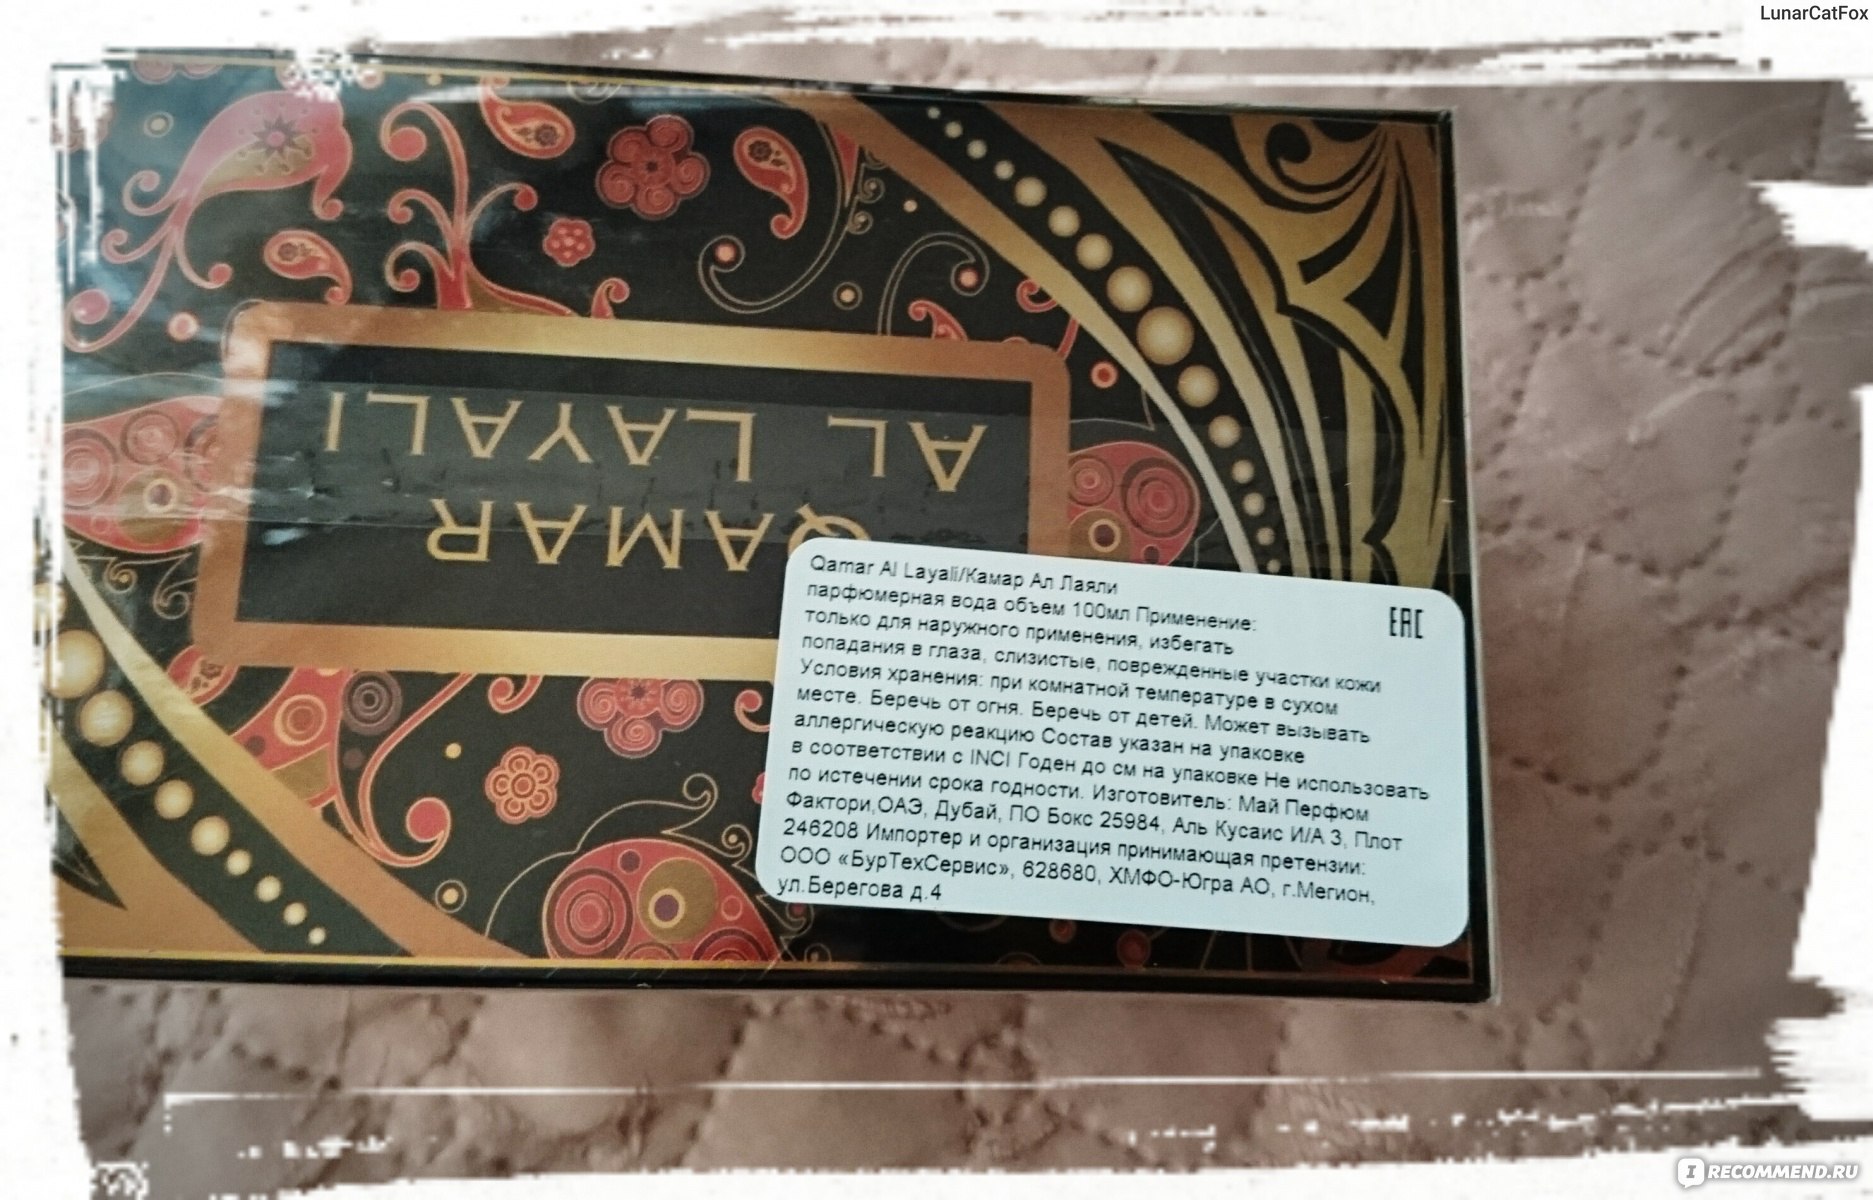 LunarCatFox
QAMAR
AL LAYALI
Qamar Al Layali/Камар Ал Лаяли
парфюмерная вода объем 100мл Применение:
только для наружного применения, избегать
попадания в глаза, слизистые, поврежденные участки кожи
Условия хранения: при комнатной температуре в сухом
месте. Беречь от огня. Беречь от детей. Может вызывать
аллергическую реакцию Состав указан на упаковке
в соответствии с INCI Годен до см на упаковке Не использовать
по истечении срока годности. Изготовитель: Май Перфюм
Фактори,ОАЭ, Дубай, ПО Бокс 25984, Аль Кусаис И/А 3, Плот
246208 Импортер и организация принимающая претензии:
ООО «БурТехСервис», 628680, ХМФО-Югра АО, г.Мегион,
ул.Берегова д.4
EAC
IRECOMMEND.RU